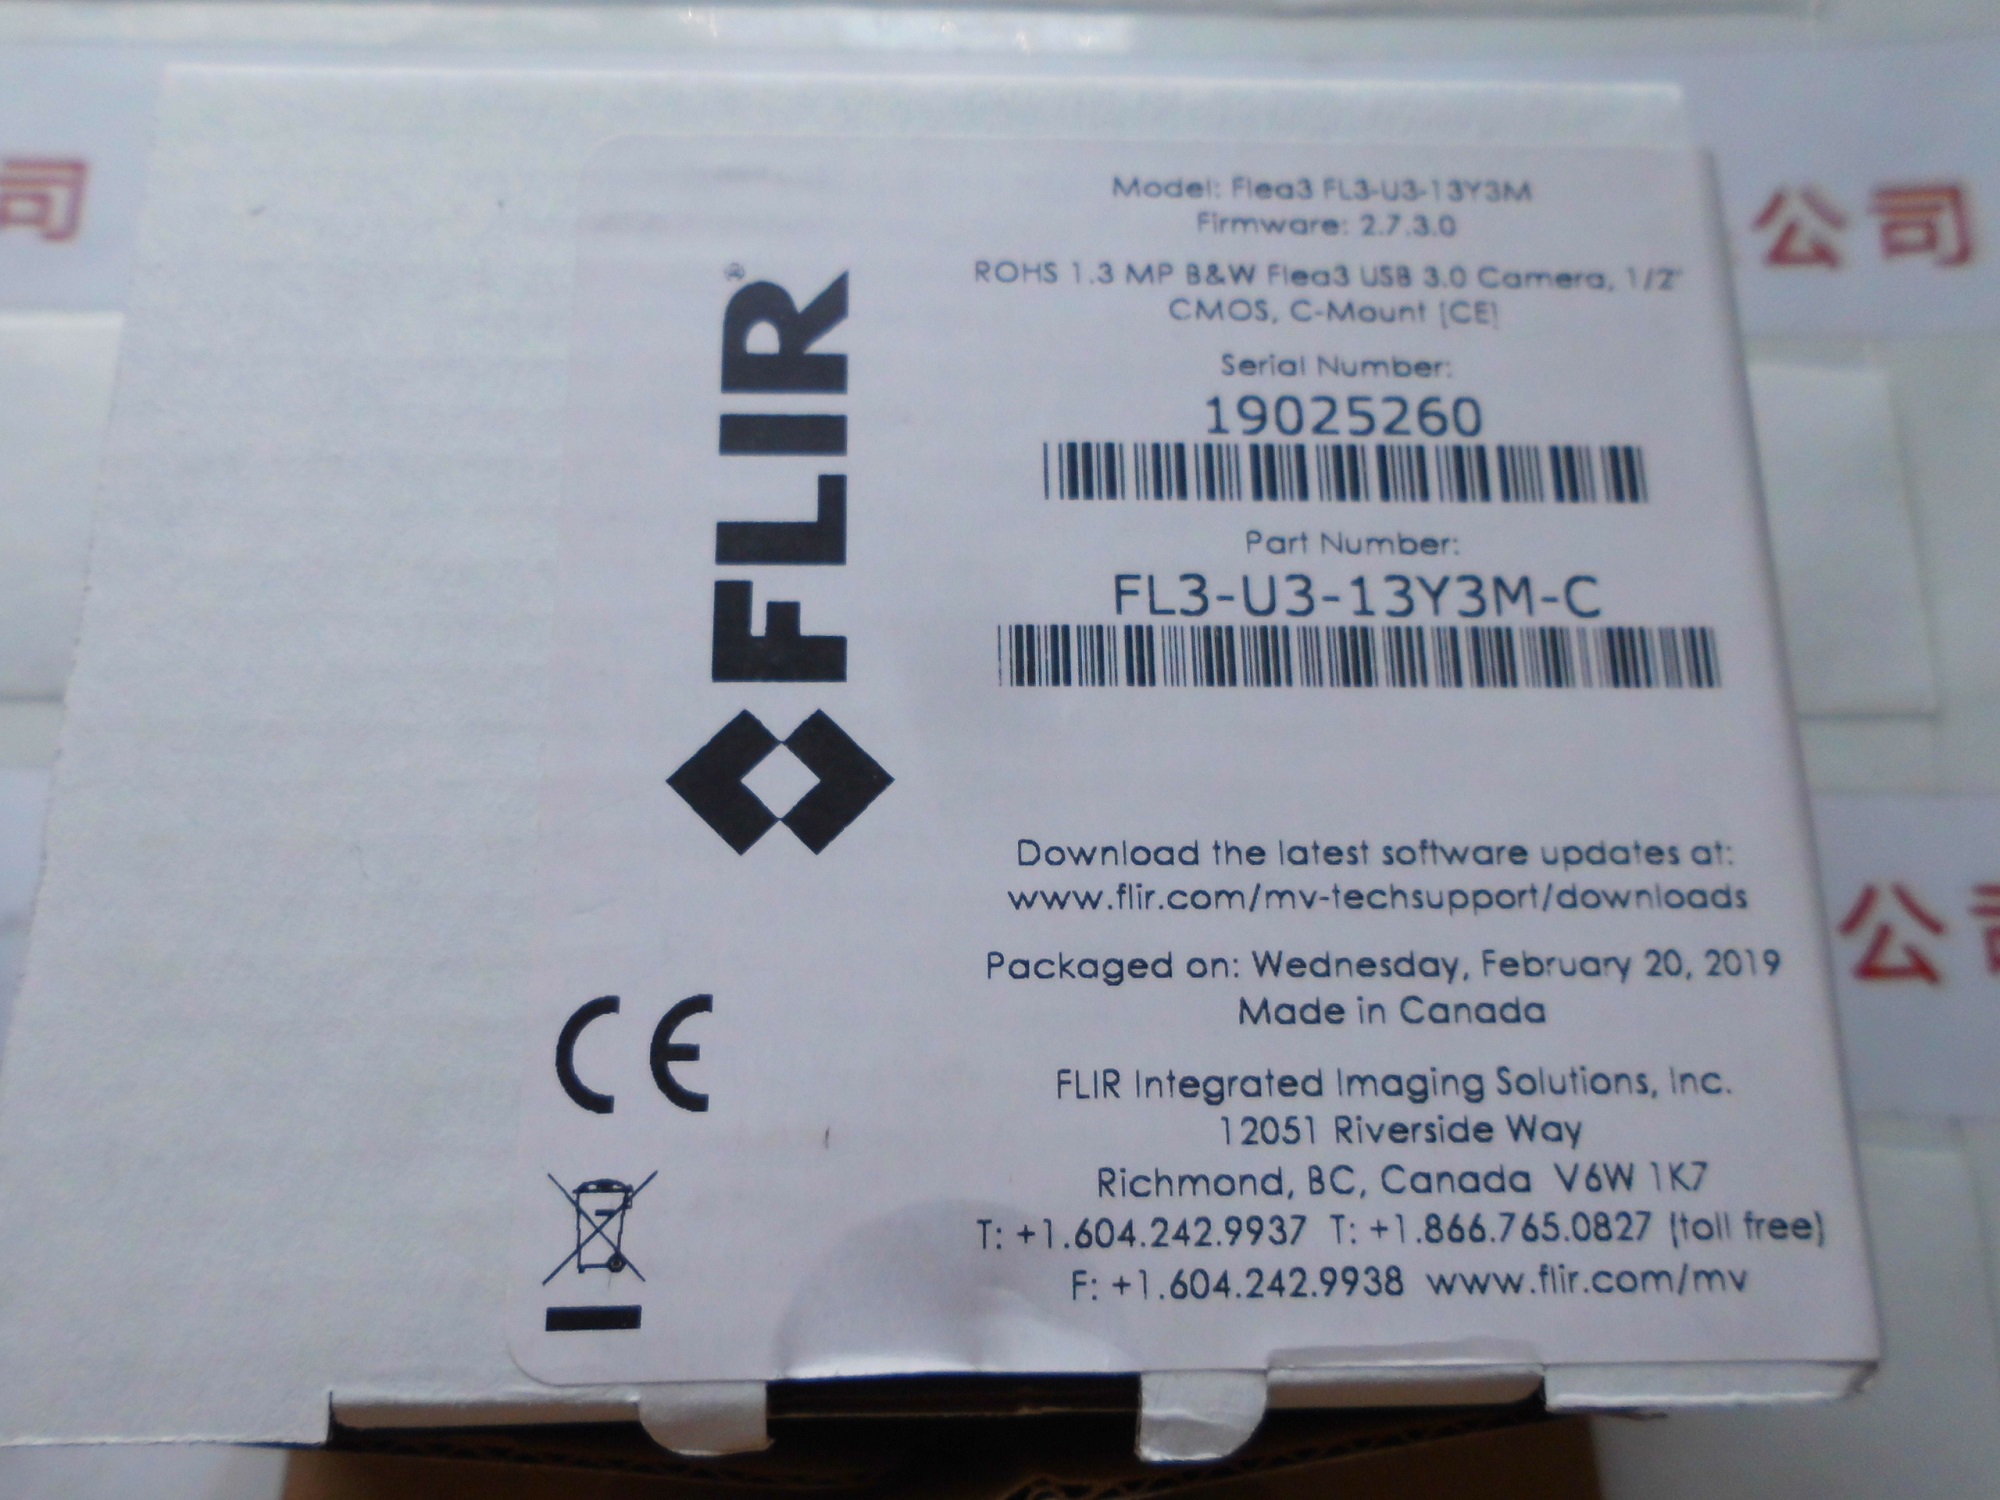 Model: Flea3 FL3-U3-13Y3M
Firmware: 2.7.3.0
ROHS 1.3 MP B&W Flea3 USB 3.0 Camera, 1/2"
CMOS, C-Mount [CE]
Serial Number:
19025260
Part Number:
FL3-U3-13Y3M-C
FLIR®
Download the latest software updates at:
www.flir.com/mv-techsupport/downloads
Packaged on: Wednesday, February 20, 2019
Made in Canada
CE
FLIR Integrated Imaging Solutions, Inc.
12051 Riverside Way
Richmond, BC, Canada V6W 1K7
T: +1.604.242.9937 T: +1.866.765.0827 (toll free)
F: +1.604.242.9938 www.flir.com/mv
司
公司
公司